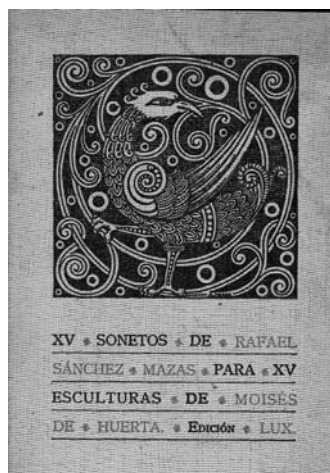 XV * SONETOS * DE * RAFAEL
SÁNCHEZ * MAZAS * PARA * XV
ESCULTURAS * DE * MOISÉS
DE * HUERTA. * EDICIÓN * LUX.